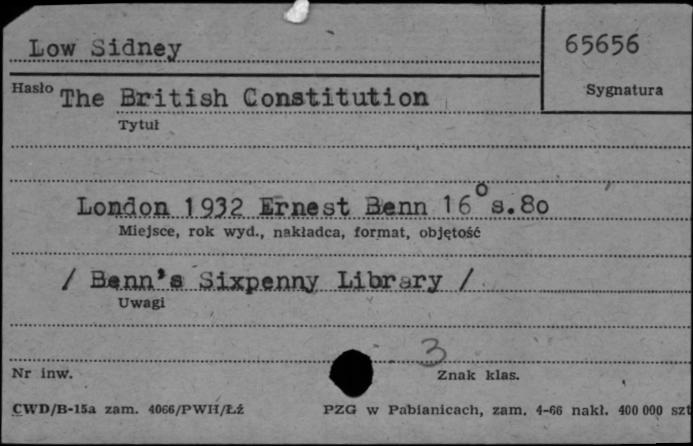 Low Sidney
65656
Hasło
Sygnatura
The British Constitution
Tytuł
London 1932 Ernest Benn 16° s.80
Miejsce, rok wyd., nakładca, format, objętość
/ Benn's Sixpenny Library /
Uwagi
3
Nr inw.
Znak klas.
CWD/B-15a zam. 4066/PWH/Łź
PZG w Pabianicach, zam. 4-66 nakł. 400 000 szt